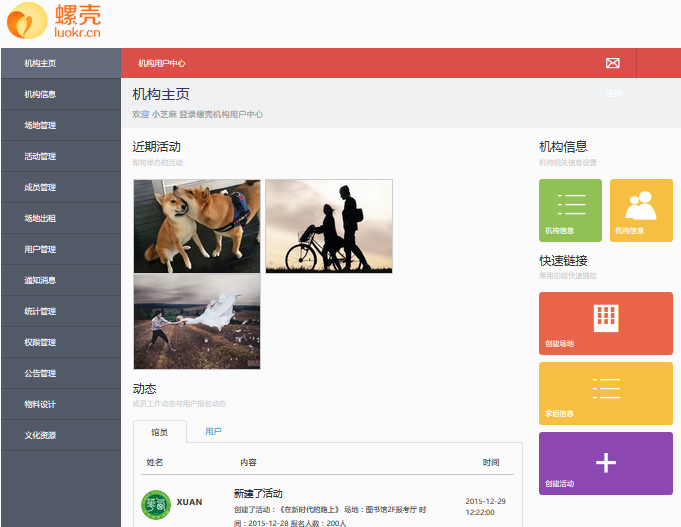 螺壳
luokr.cn
机构主页
机构信息
场地管理
活动管理
成员管理
场地出租
用户管理
通知消息
统计管理
权限管理
公告管理
物料设计
文化资源
机构用户中心
注销
机构主页
欢迎 小芝麻 登录螺壳机构用户中心
近期活动
即将举办的活动
动态
成员工作动态与用户报名动态
馆员 用户
姓名 内容 时间
XUAN
新建了活动
创建了活动：《在新时代的路上》 场地：图书馆2F报考厅 时
间：2015-12-28 报名人数：200人
2015-12-29
12:22:00
机构信息
机构相关信息设置
机构信息
机构信息
快速链接
常用功能快速链接
创建场地
求租信息
创建活动